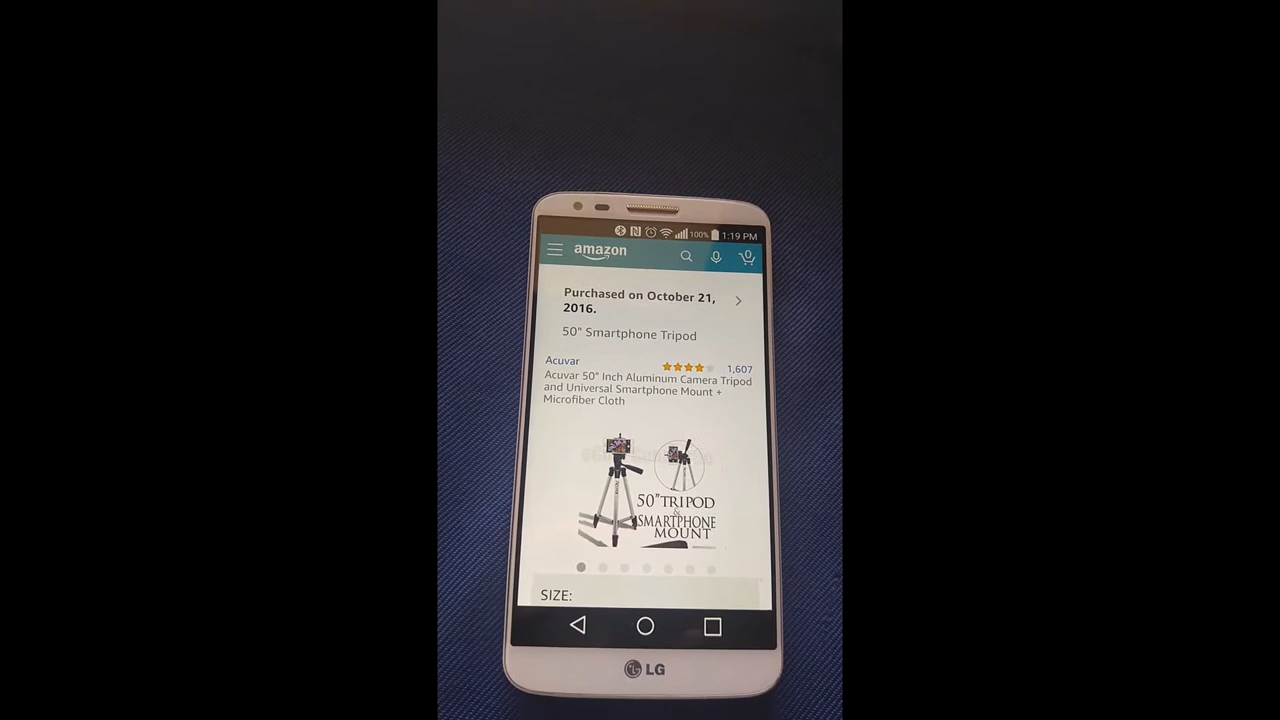 100% 1:19 PM
amazon
0
Purchased on October 21,
2016.
50" Smartphone Tripod
Acuvar
1,607
Acuvar 50" Inch Aluminum Camera Tripod
and Universal Smartphone Mount +
Microfiber Cloth
50"TRIPOD
&
SMARTPHONE
MOUNT
SIZE:
LG